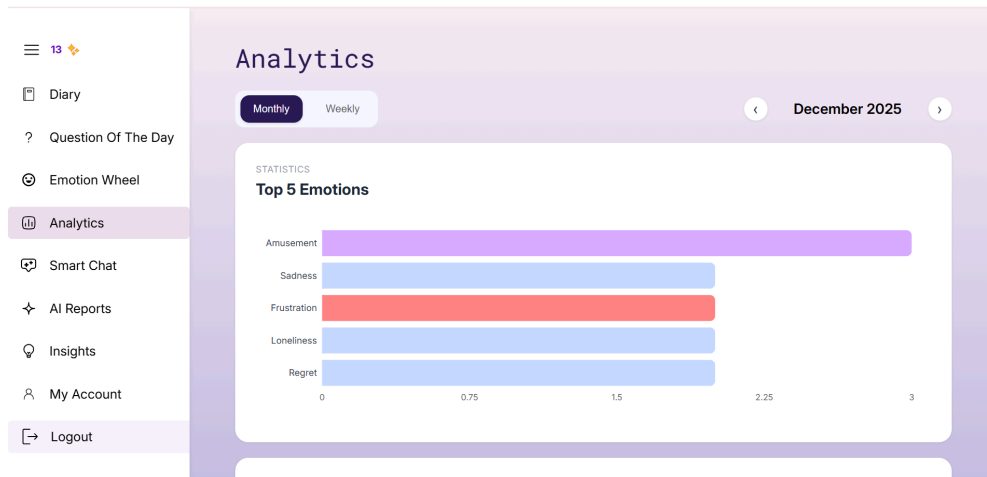 13
Diary
? Question Of The Day
Emotion Wheel
Analytics
Smart Chat
AI Reports
Insights
My Account
Logout
Analytics
Monthly Weekly
‹ December 2025 ›
STATISTICS
Top 5 Emotions
Amusement
Sadness
Frustration
Loneliness
Regret
0 0.75 1.5 2.25 3